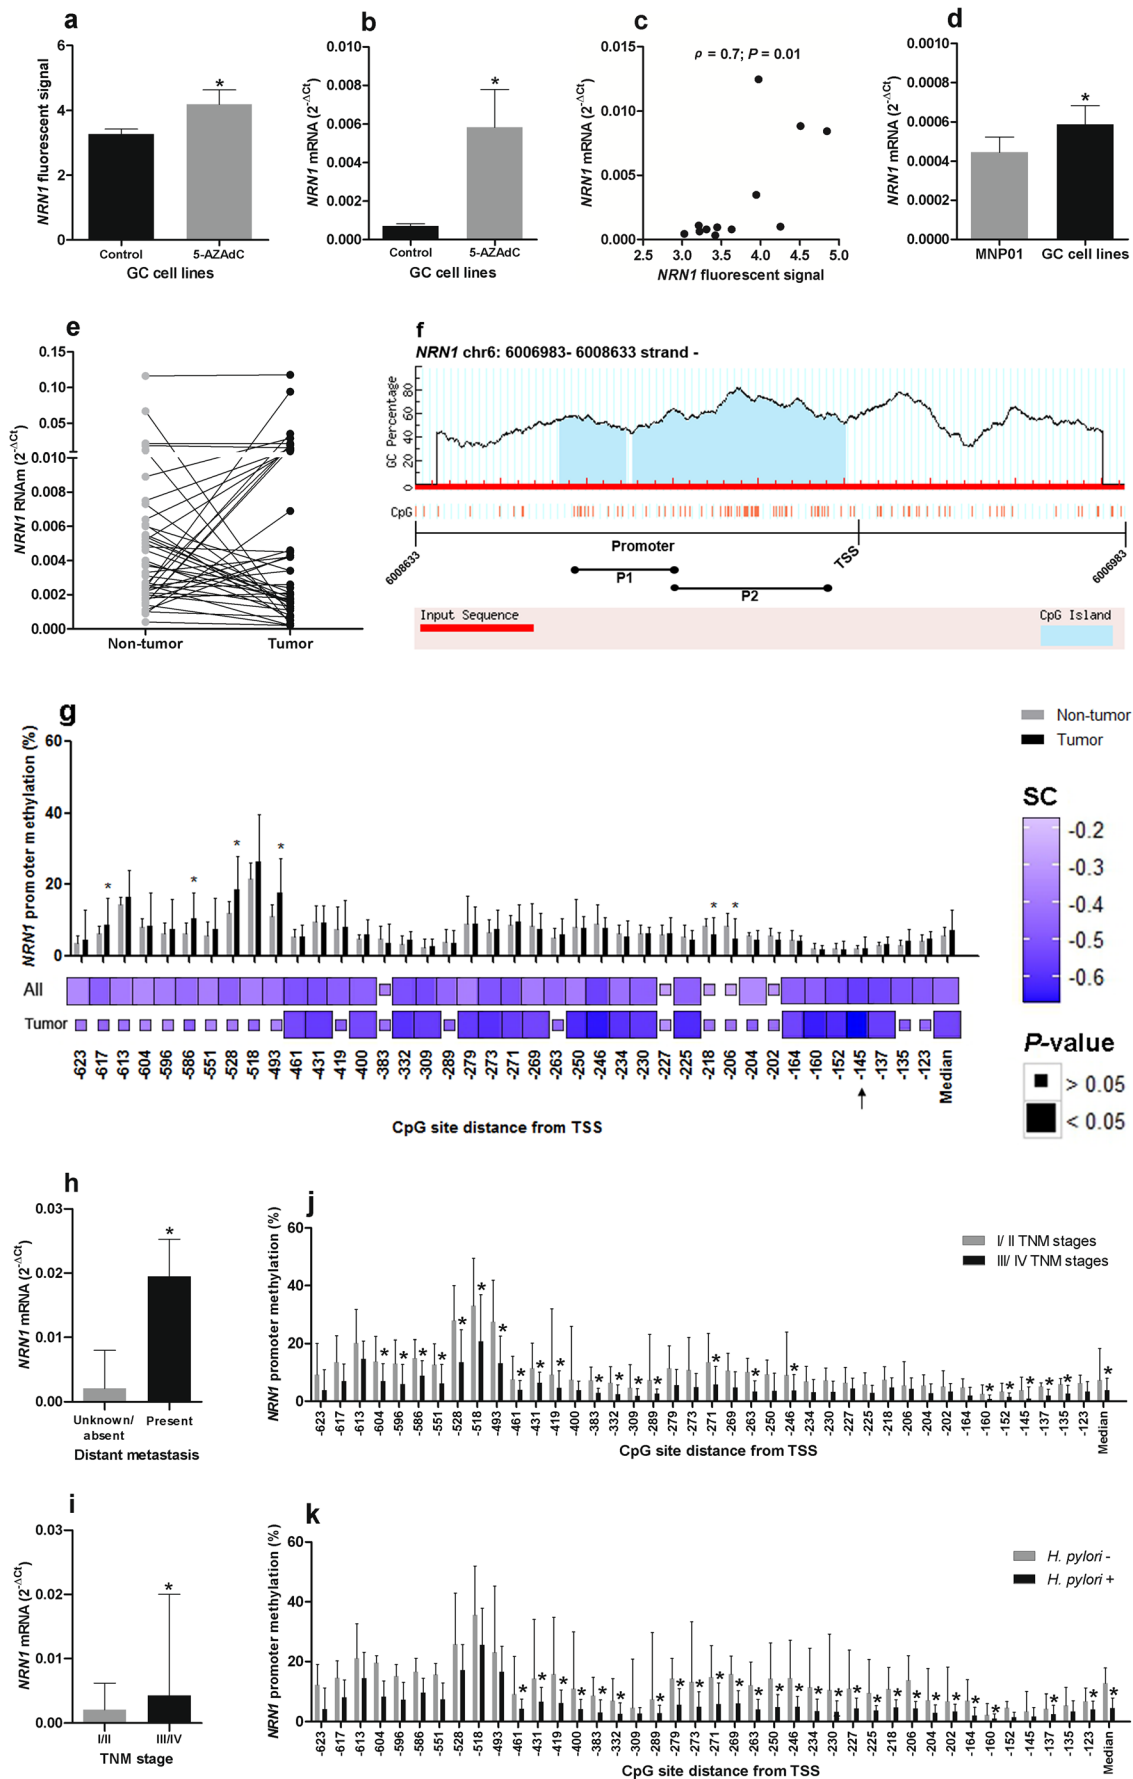 a
NRN1 fluorescent signal
6
4
2
0
*
Control
5-AZAdC
GC cell lines
b
NRN1 mRNA (2-ΔCt)
0.010
0.008
0.006
0.004
0.002
0.000
*
Control
5-AZAdC
GC cell lines
c
NRN1 mRNA (2-ΔCt)
0.015
0.010
0.005
0.000
ρ = 0.7; P = 0.01
2.5 3.0 3.5 4.0 4.5 5.0
NRN1 fluorescent signal
d
NRN1 mRNA (2-ΔCt)
0.0010
0.0008
0.0006
0.0004
0.0002
0.0000
*
MNP01
GC cell lines
e
NRN1 RNAm (2-ΔCt)
0.15
0.10
0.05
0.010
0.008
0.006
0.004
0.002
0.000
Non-tumor
Tumor
f
NRN1 chr6: 6006983- 6008633 strand -
GC Percentage
80
60
40
20
0
CpG
6008633
Promoter
TSS
6006983
P1
P2
Input Sequence
CpG Island
g
NRN1 promoter methylation (%)
60
40
20
0
* * * * * *
Non-tumor
Tumor
SC
-0.2
-0.3
-0.4
-0.5
-0.6
P-value
> 0.05
< 0.05
All
Tumor
-623 -617 -613 -604 -596 -586 -551 -528 -518 -493 -461 -431 -419 -400 -383 -332 -309 -289 -279 -273 -271 -269 -263 -250 -246 -234 -230 -227 -225 -218 -206 -204 -202 -164 -160 -152 -145 -137 -135 -123 Median
CpG site distance from TSS
h
NRN1 mRNA (2-ΔCt)
0.03
0.02
0.01
0.00
*
Unknown/
absent
Present
Distant metastasis
j
NRN1 promoter methylation (%)
60
40
20
0
I/ II TNM stages
III/ IV TNM stages
* * * * * * * * * * * * * * * * * * * * * * *
-623 -617 -613 -604 -596 -586 -551 -528 -518 -493 -461 -431 -419 -400 -383 -332 -309 -289 -279 -273 -271 -269 -263 -250 -246 -234 -230 -227 -225 -218 -206 -204 -202 -164 -160 -152 -145 -137 -135 -123 Median
CpG site distance from TSS
i
NRN1 mRNA (2-ΔCt)
0.03
0.02
0.01
0.00
*
I/II
III/IV
TNM stage
k
NRN1 promoter methylation (%)
60
40
20
0
H. pylori -
H. pylori +
* * * * * * * * * * * * * * * * * * * * * * * * * * *
-623 -617 -613 -604 -596 -586 -551 -528 -518 -493 -461 -431 -419 -400 -383 -332 -309 -289 -279 -273 -271 -269 -263 -250 -246 -234 -230 -227 -225 -218 -206 -204 -202 -164 -160 -152 -145 -137 -135 -123 Median
CpG site distance from TSS